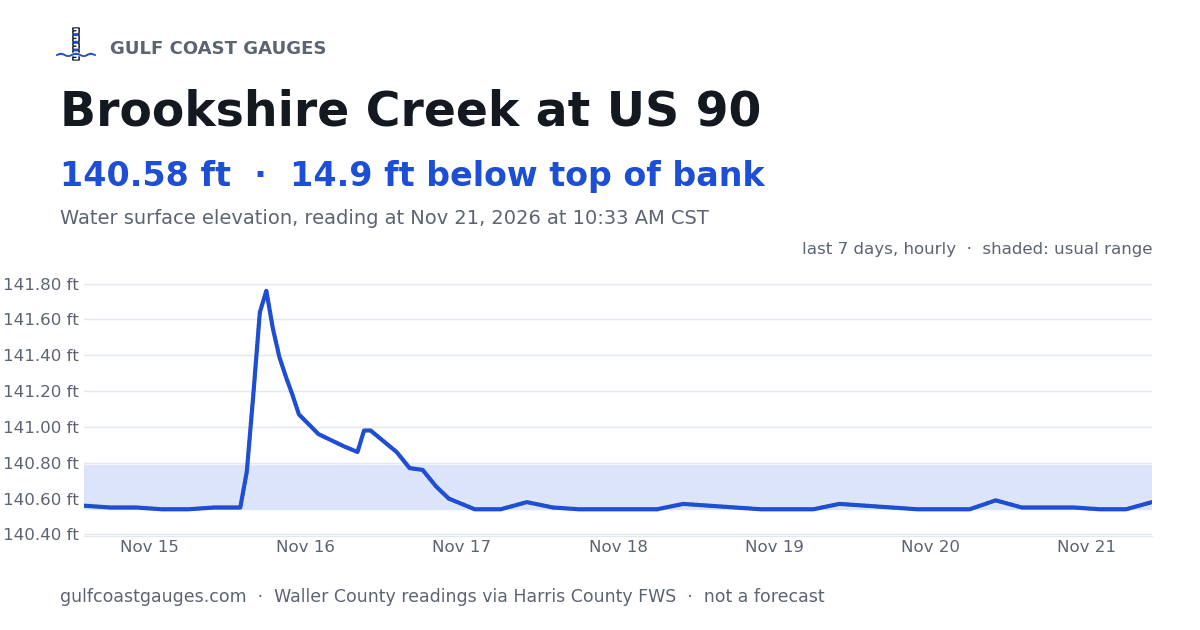 GULF COAST GAUGES
Brookshire Creek at US 90
140.58 ft · 14.9 ft below top of bank
Water surface elevation, reading at Nov 21, 2026 at 10:33 AM CST
last 7 days, hourly · shaded: usual range
141.80 ft
141.60 ft
141.40 ft
141.20 ft
141.00 ft
140.80 ft
140.60 ft
140.40 ft
Nov 15 Nov 16 Nov 17 Nov 18 Nov 19 Nov 20 Nov 21
gulfcoastgauges.com · Waller County readings via Harris County FWS · not a forecast